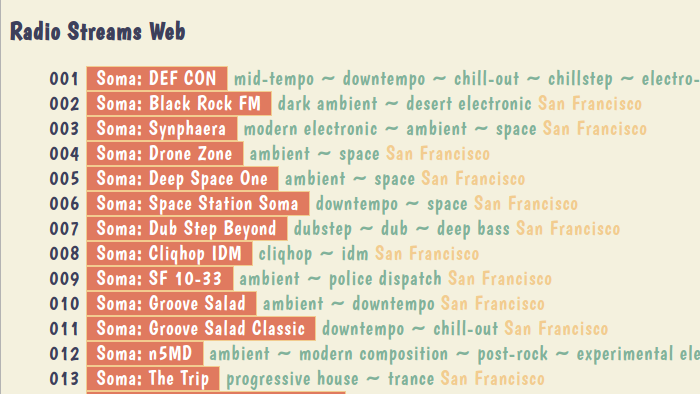 Radio Streams Web
001 Soma: DEF CON mid-tempo ~ downtempo ~ chill-out ~ chillstep ~ electro-
002 Soma: Black Rock FM dark ambient ~ desert electronic San Francisco
003 Soma: Synphaera modern electronic ~ ambient ~ space San Francisco
004 Soma: Drone Zone ambient ~ space San Francisco
005 Soma: Deep Space One ambient ~ space San Francisco
006 Soma: Space Station Soma downtempo ~ space San Francisco
007 Soma: Dub Step Beyond dubstep ~ dub ~ deep bass San Francisco
008 Soma: Cliqhop IDM cliqhop ~ idm San Francisco
009 Soma: SF 10-33 ambient ~ police dispatch San Francisco
010 Soma: Groove Salad ambient ~ downtempo San Francisco
011 Soma: Groove Salad Classic downtempo ~ chill-out San Francisco
012 Soma: n5MD ambient ~ modern composition ~ post-rock ~ experimental ele
013 Soma: The Trip progressive house ~ trance San Francisco